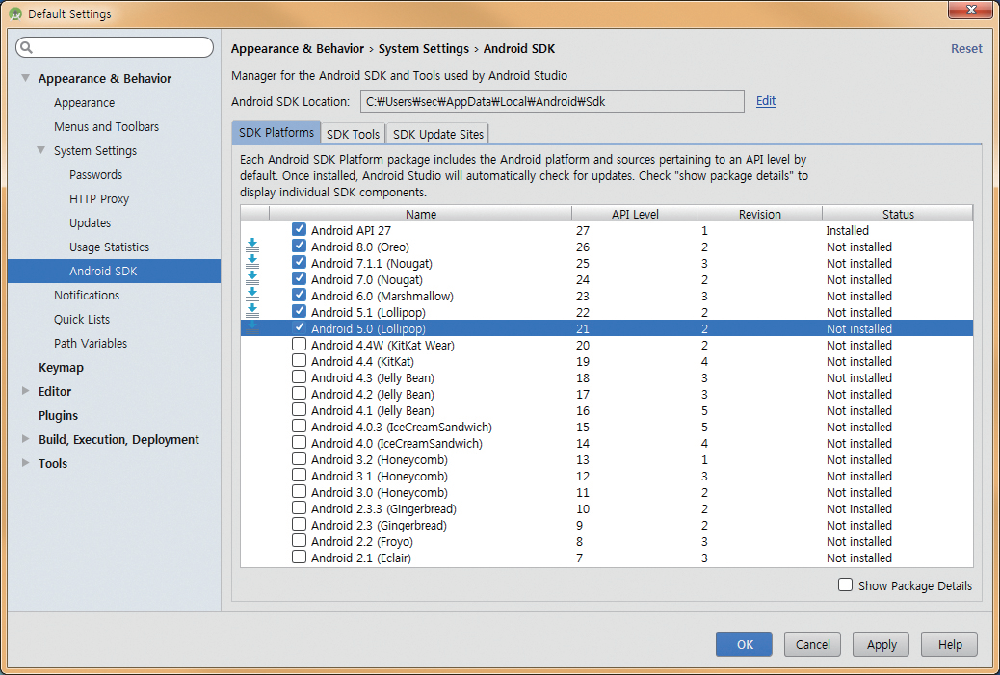 Default Settings
Appearance & Behavior › System Settings › Android SDK
Reset
Appearance & Behavior
Appearance
Menus and Toolbars
System Settings
Passwords
HTTP Proxy
Updates
Usage Statistics
Android SDK
Notifications
Quick Lists
Path Variables
Keymap
Editor
Plugins
Build, Execution, Deployment
Tools
Manager for the Android SDK and Tools used by Android Studio
Android SDK Location: C:₩Users₩sec₩AppData₩Local₩Android₩Sdk Edit
SDK Platforms SDK Tools SDK Update Sites
Each Android SDK Platform package includes the Android platform and sources pertaining to an API level by
default. Once installed, Android Studio will automatically check for updates. Check "show package details" to
display individual SDK components.
Name API Level Revision Status
Android API 27 27 1 Installed
Android 8.0 (Oreo) 26 2 Not installed
Android 7.1.1 (Nougat) 25 3 Not installed
Android 7.0 (Nougat) 24 2 Not installed
Android 6.0 (Marshmallow) 23 3 Not installed
Android 5.1 (Lollipop) 22 2 Not installed
Android 5.0 (Lollipop) 21 2 Not installed
Android 4.4W (KitKat Wear) 20 2 Not installed
Android 4.4 (KitKat) 19 4 Not installed
Android 4.3 (Jelly Bean) 18 3 Not installed
Android 4.2 (Jelly Bean) 17 3 Not installed
Android 4.1 (Jelly Bean) 16 5 Not installed
Android 4.0.3 (IceCreamSandwich) 15 5 Not installed
Android 4.0 (IceCreamSandwich) 14 4 Not installed
Android 3.2 (Honeycomb) 13 1 Not installed
Android 3.1 (Honeycomb) 12 3 Not installed
Android 3.0 (Honeycomb) 11 2 Not installed
Android 2.3.3 (Gingerbread) 10 2 Not installed
Android 2.3 (Gingerbread) 9 2 Not installed
Android 2.2 (Froyo) 8 3 Not installed
Android 2.1 (Eclair) 7 3 Not installed
Show Package Details
OK Cancel Apply Help